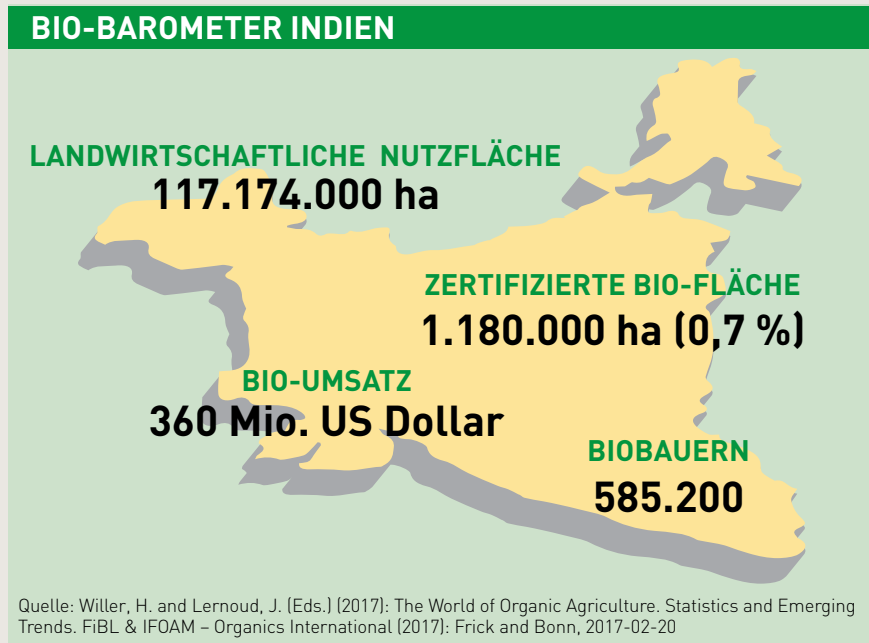 BIO-BAROMETER INDIEN
LANDWIRTSCHAFTLICHE NUTZFLÄCHE
117.174.000 ha
ZERTIFIZIERTE BIO-FLÄCHE
1.180.000 ha (0,7 %)
BIO-UMSATZ
360 Mio. US Dollar
BIOBAUERN
585.200
Quelle: Willer, H. and Lernoud, J. (Eds.) (2017): The World of Organic Agriculture. Statistics and Emerging
Trends. FiBL & IFOAM – Organics International (2017): Frick and Bonn, 2017-02-20